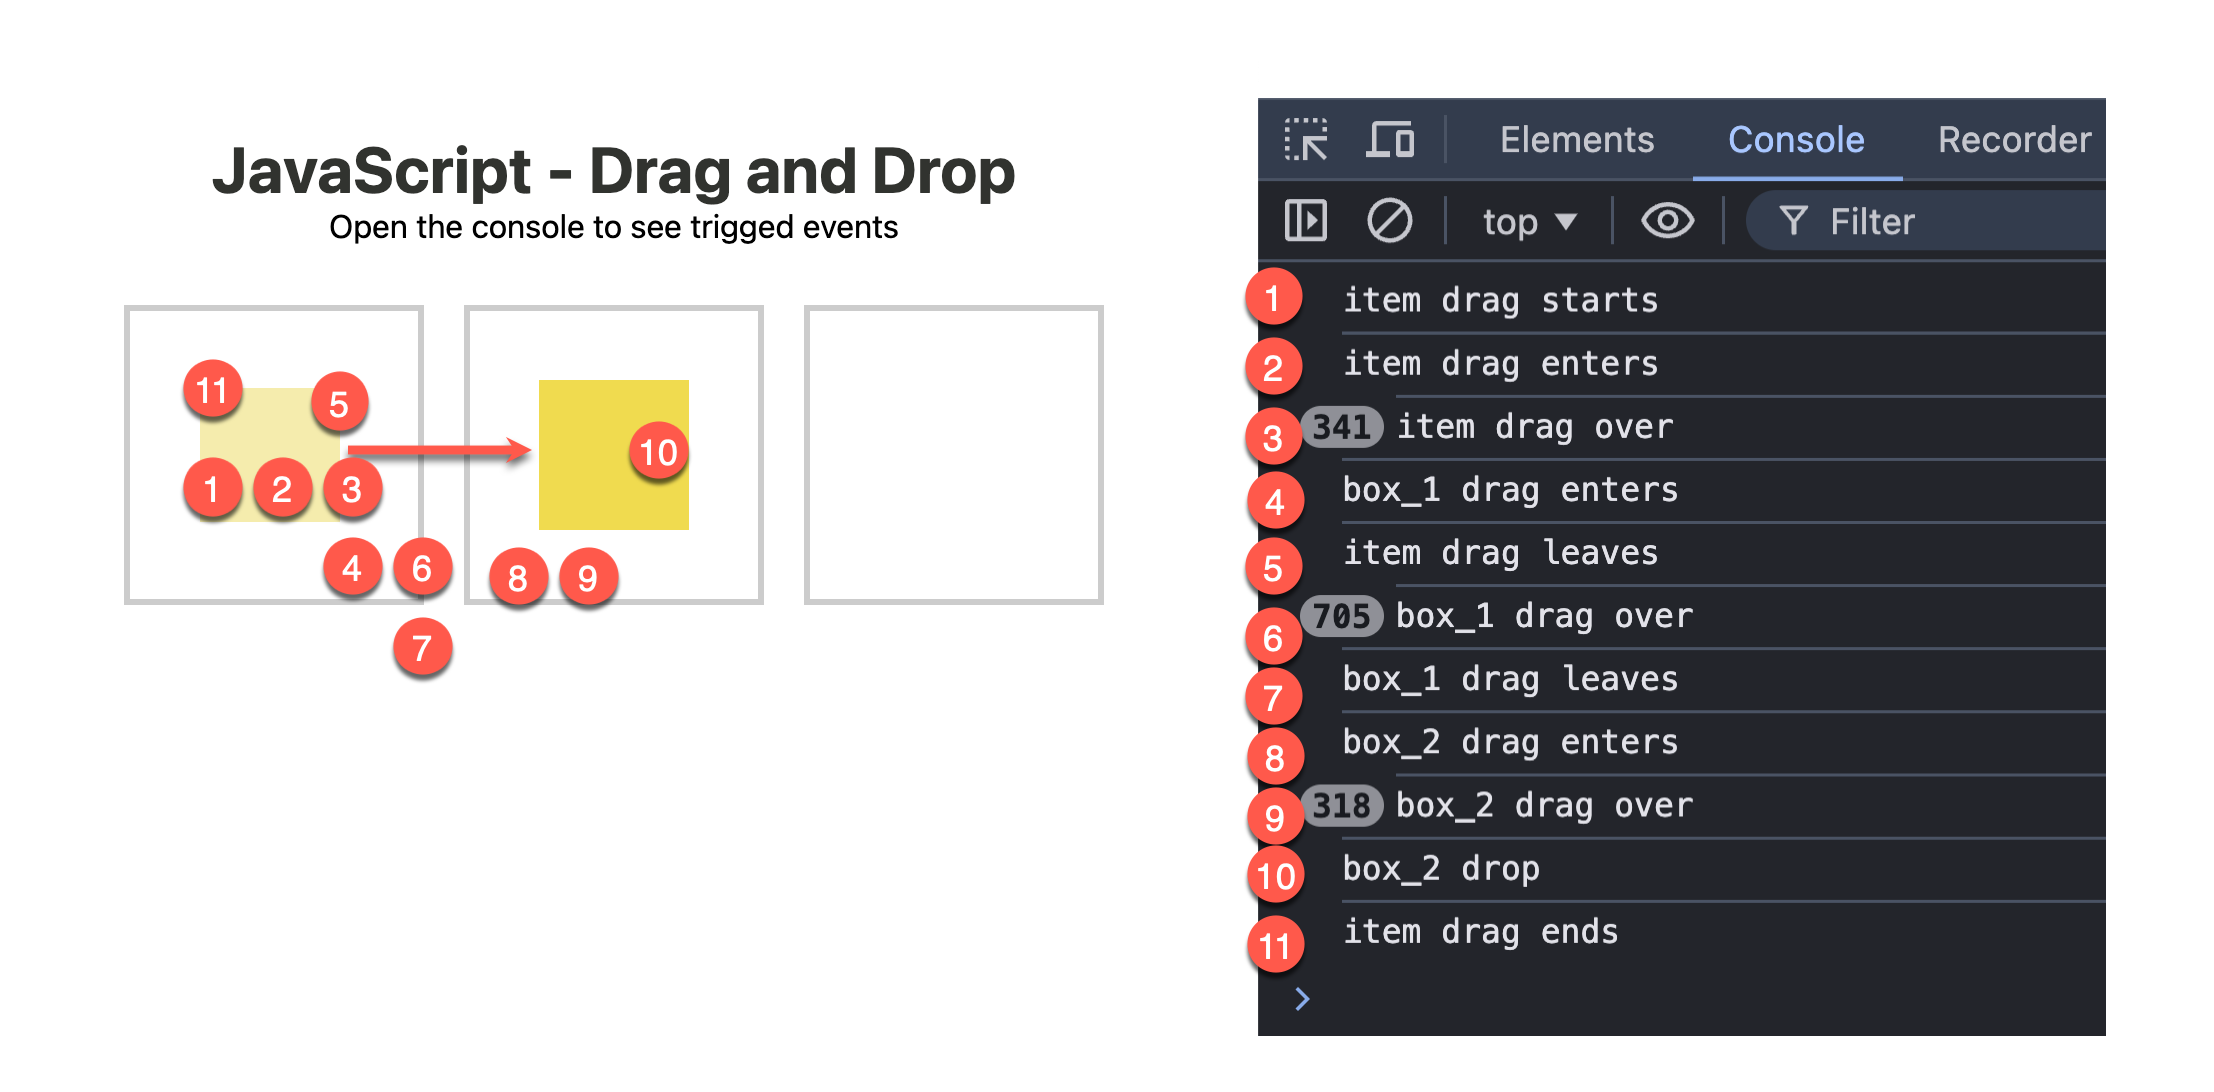 JavaScript - Drag and Drop
Open the console to see trigged events
11
5
10
1 2 3
4 6
8 9
7
Elements Console Recorder
top Filter
1 item drag starts
2 item drag enters
3 341 item drag over
4 box_1 drag enters
5 item drag leaves
6 705 box_1 drag over
7 box_1 drag leaves
8 box_2 drag enters
9 318 box_2 drag over
10 box_2 drop
11 item drag ends